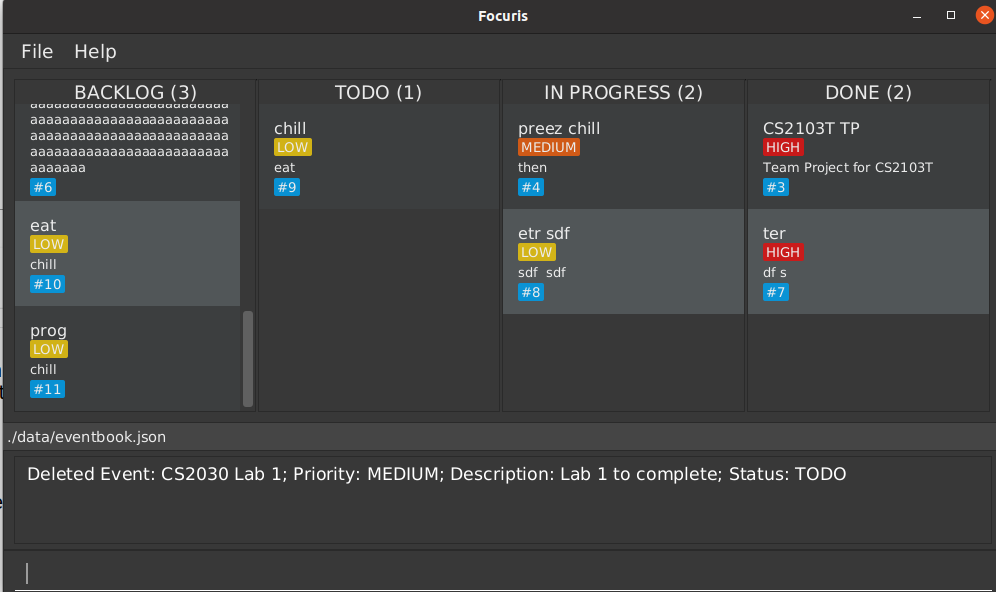 Focuris
File Help
BACKLOG (3)
aaaaaaaaaaaaaaaaaaaaaaaaa
aaaaaaaaaaaaaaaaaaaaaaaaa
aaaaaaaaaaaaaaaaaaaaaaaaa
aaaaaaa
#6
eat
LOW
chill
#10
prog
LOW
chill
#11
TODO (1)
chill
LOW
eat
#9
IN PROGRESS (2)
preez chill
MEDIUM
then
#4
etr sdf
LOW
sdf  sdf
#8
DONE (2)
CS2103T TP
HIGH
Team Project for CS2103T
#3
ter
HIGH
df s
#7
./data/eventbook.json
Deleted Event: CS2030 Lab 1; Priority: MEDIUM; Description: Lab 1 to complete; Status: TODO